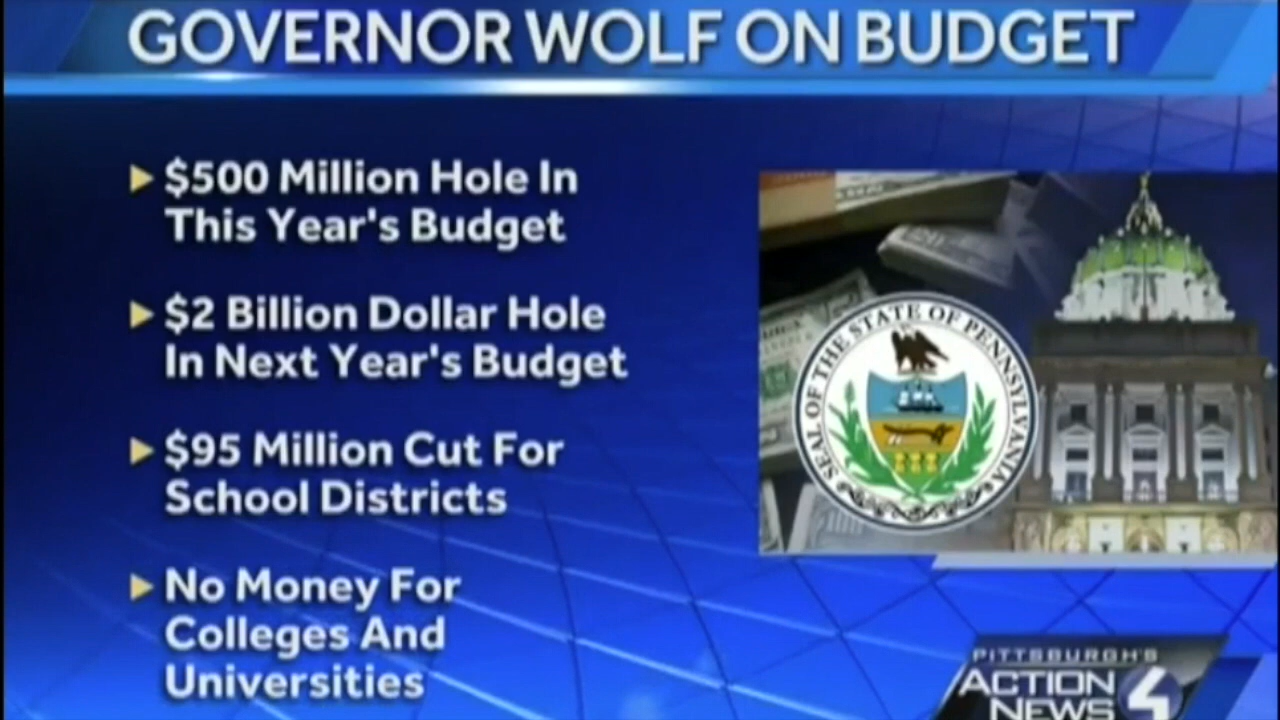 GOVERNOR WOLF ON BUDGET
$500 Million Hole In
This Year's Budget
$2 Billion Dollar Hole
In Next Year's Budget
$95 Million Cut For
School Districts
No Money For
Colleges And
Universities
SEAL OF THE STATE OF PENNSYLVANIA
PITTSBURGH'S
ACTION
NEWS 4